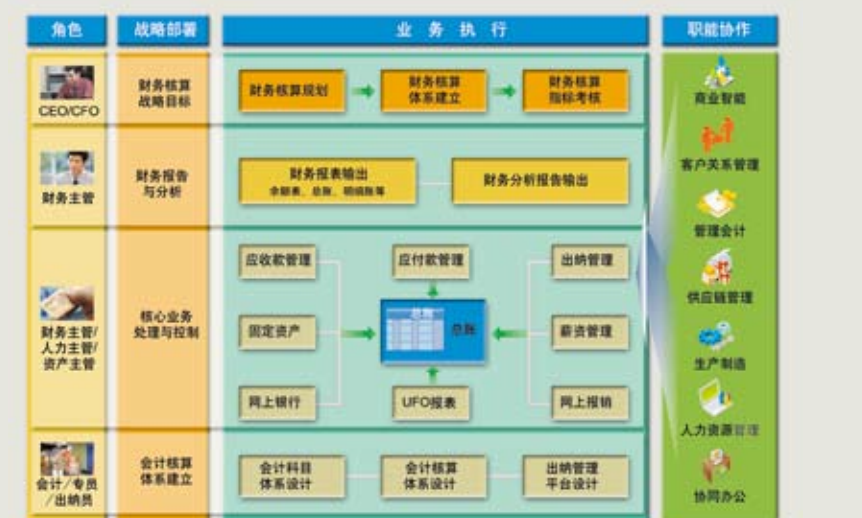 角色
战略部署
业务执行
职能协作
CEO/CFO
财务核算
战略目标
财务核算规划
财务核算
体系建立
财务核算
指标考核
财务主管
财务报告
与分析
财务报表输出
余额表、总账、明细账等
财务分析报告输出
财务主管/
人力主管/
资产主管
核心业务
处理与控制
应收款管理
应付款管理
出纳管理
固定资产
总账
总账
薪资管理
网上银行
UFO报表
网上报销
会计/专员
/出纳员
会计核算
体系建立
会计科目
体系设计
会计核算
体系设计
出纳管理
平台设计
商业智能
客户关系管理
管理会计
供应链管理
生产制造
人力资源管理
协同办公